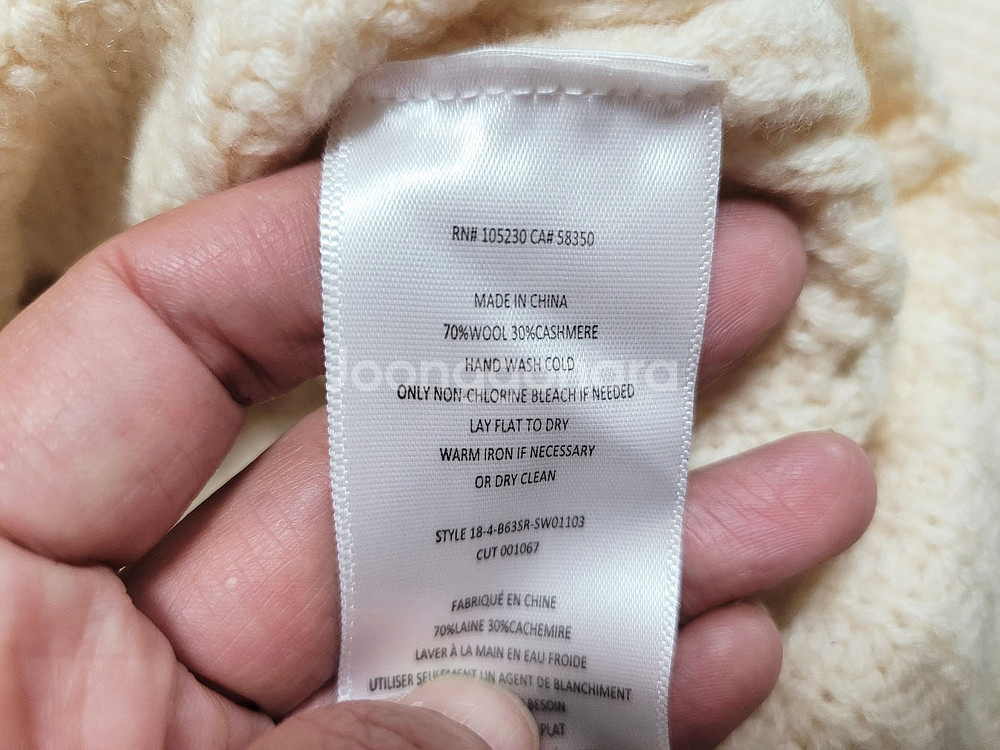 RN# 105230 CA# 58350
MADE IN CHINA
70%WOOL 30%CASHMERE
HAND WASH COLD
ONLY NON-CHLORINE BLEACH IF NEEDED
LAY FLAT TO DRY
WARM IRON IF NECESSARY
OR DRY CLEAN
STYLE 18-4-B63SR-SW01103
CUT 001067
FABRIQUÉ EN CHINE
70%LAINE 30%CACHEMIRE
LAVER À LA MAIN EN EAU FROIDE
UTILISER SEULEMENT UN AGENT DE BLANCHIMENT
BESOIN
PLAT